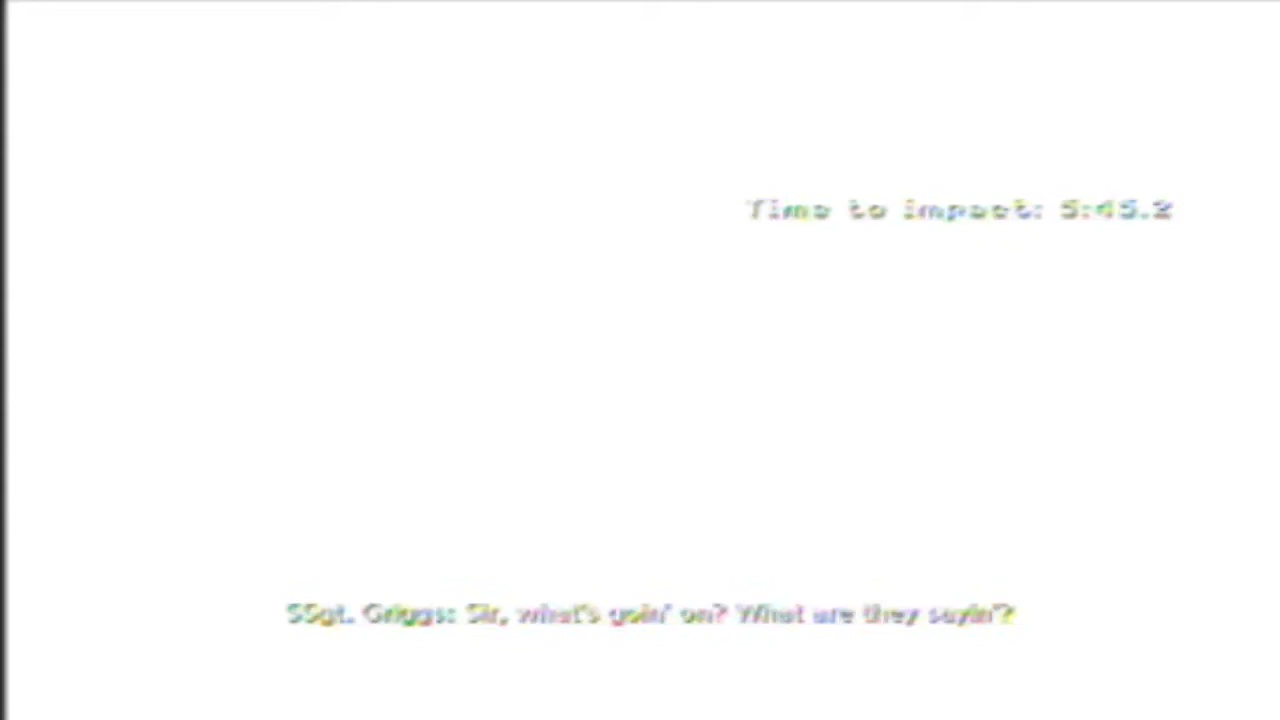 Time to impact: 5:45.2
SSgt. Griggs: Sir, what's goin' on? What are they sayin'?